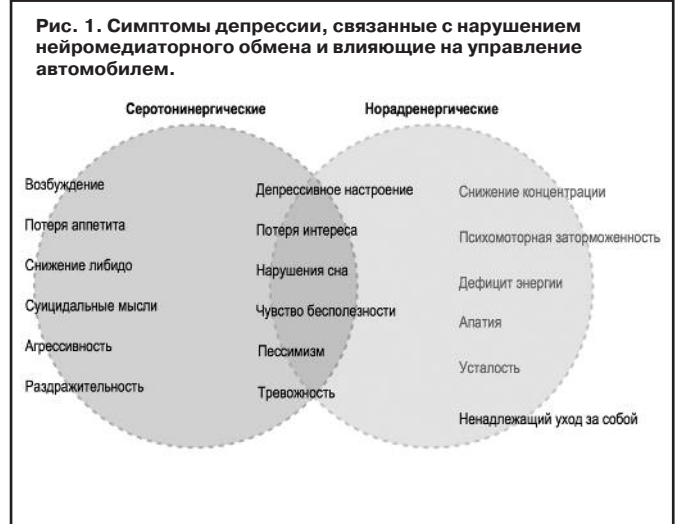 Рис. 1. Симптомы депрессии, связанные с нарушением
нейромедиаторного обмена и влияющие на управление
автомобилем.
Серотонинергические
Норадренергические
Возбуждение
Потеря аппетита
Снижение либидо
Суицидальные мысли
Агрессивность
Раздражительность
Депрессивное настроение
Потеря интереса
Нарушения сна
Чувство бесполезности
Пессимизм
Тревожность
Снижение концентрации
Психомоторная заторможенность
Дефицит энергии
Апатия
Усталость
Ненадлежащий уход за собой